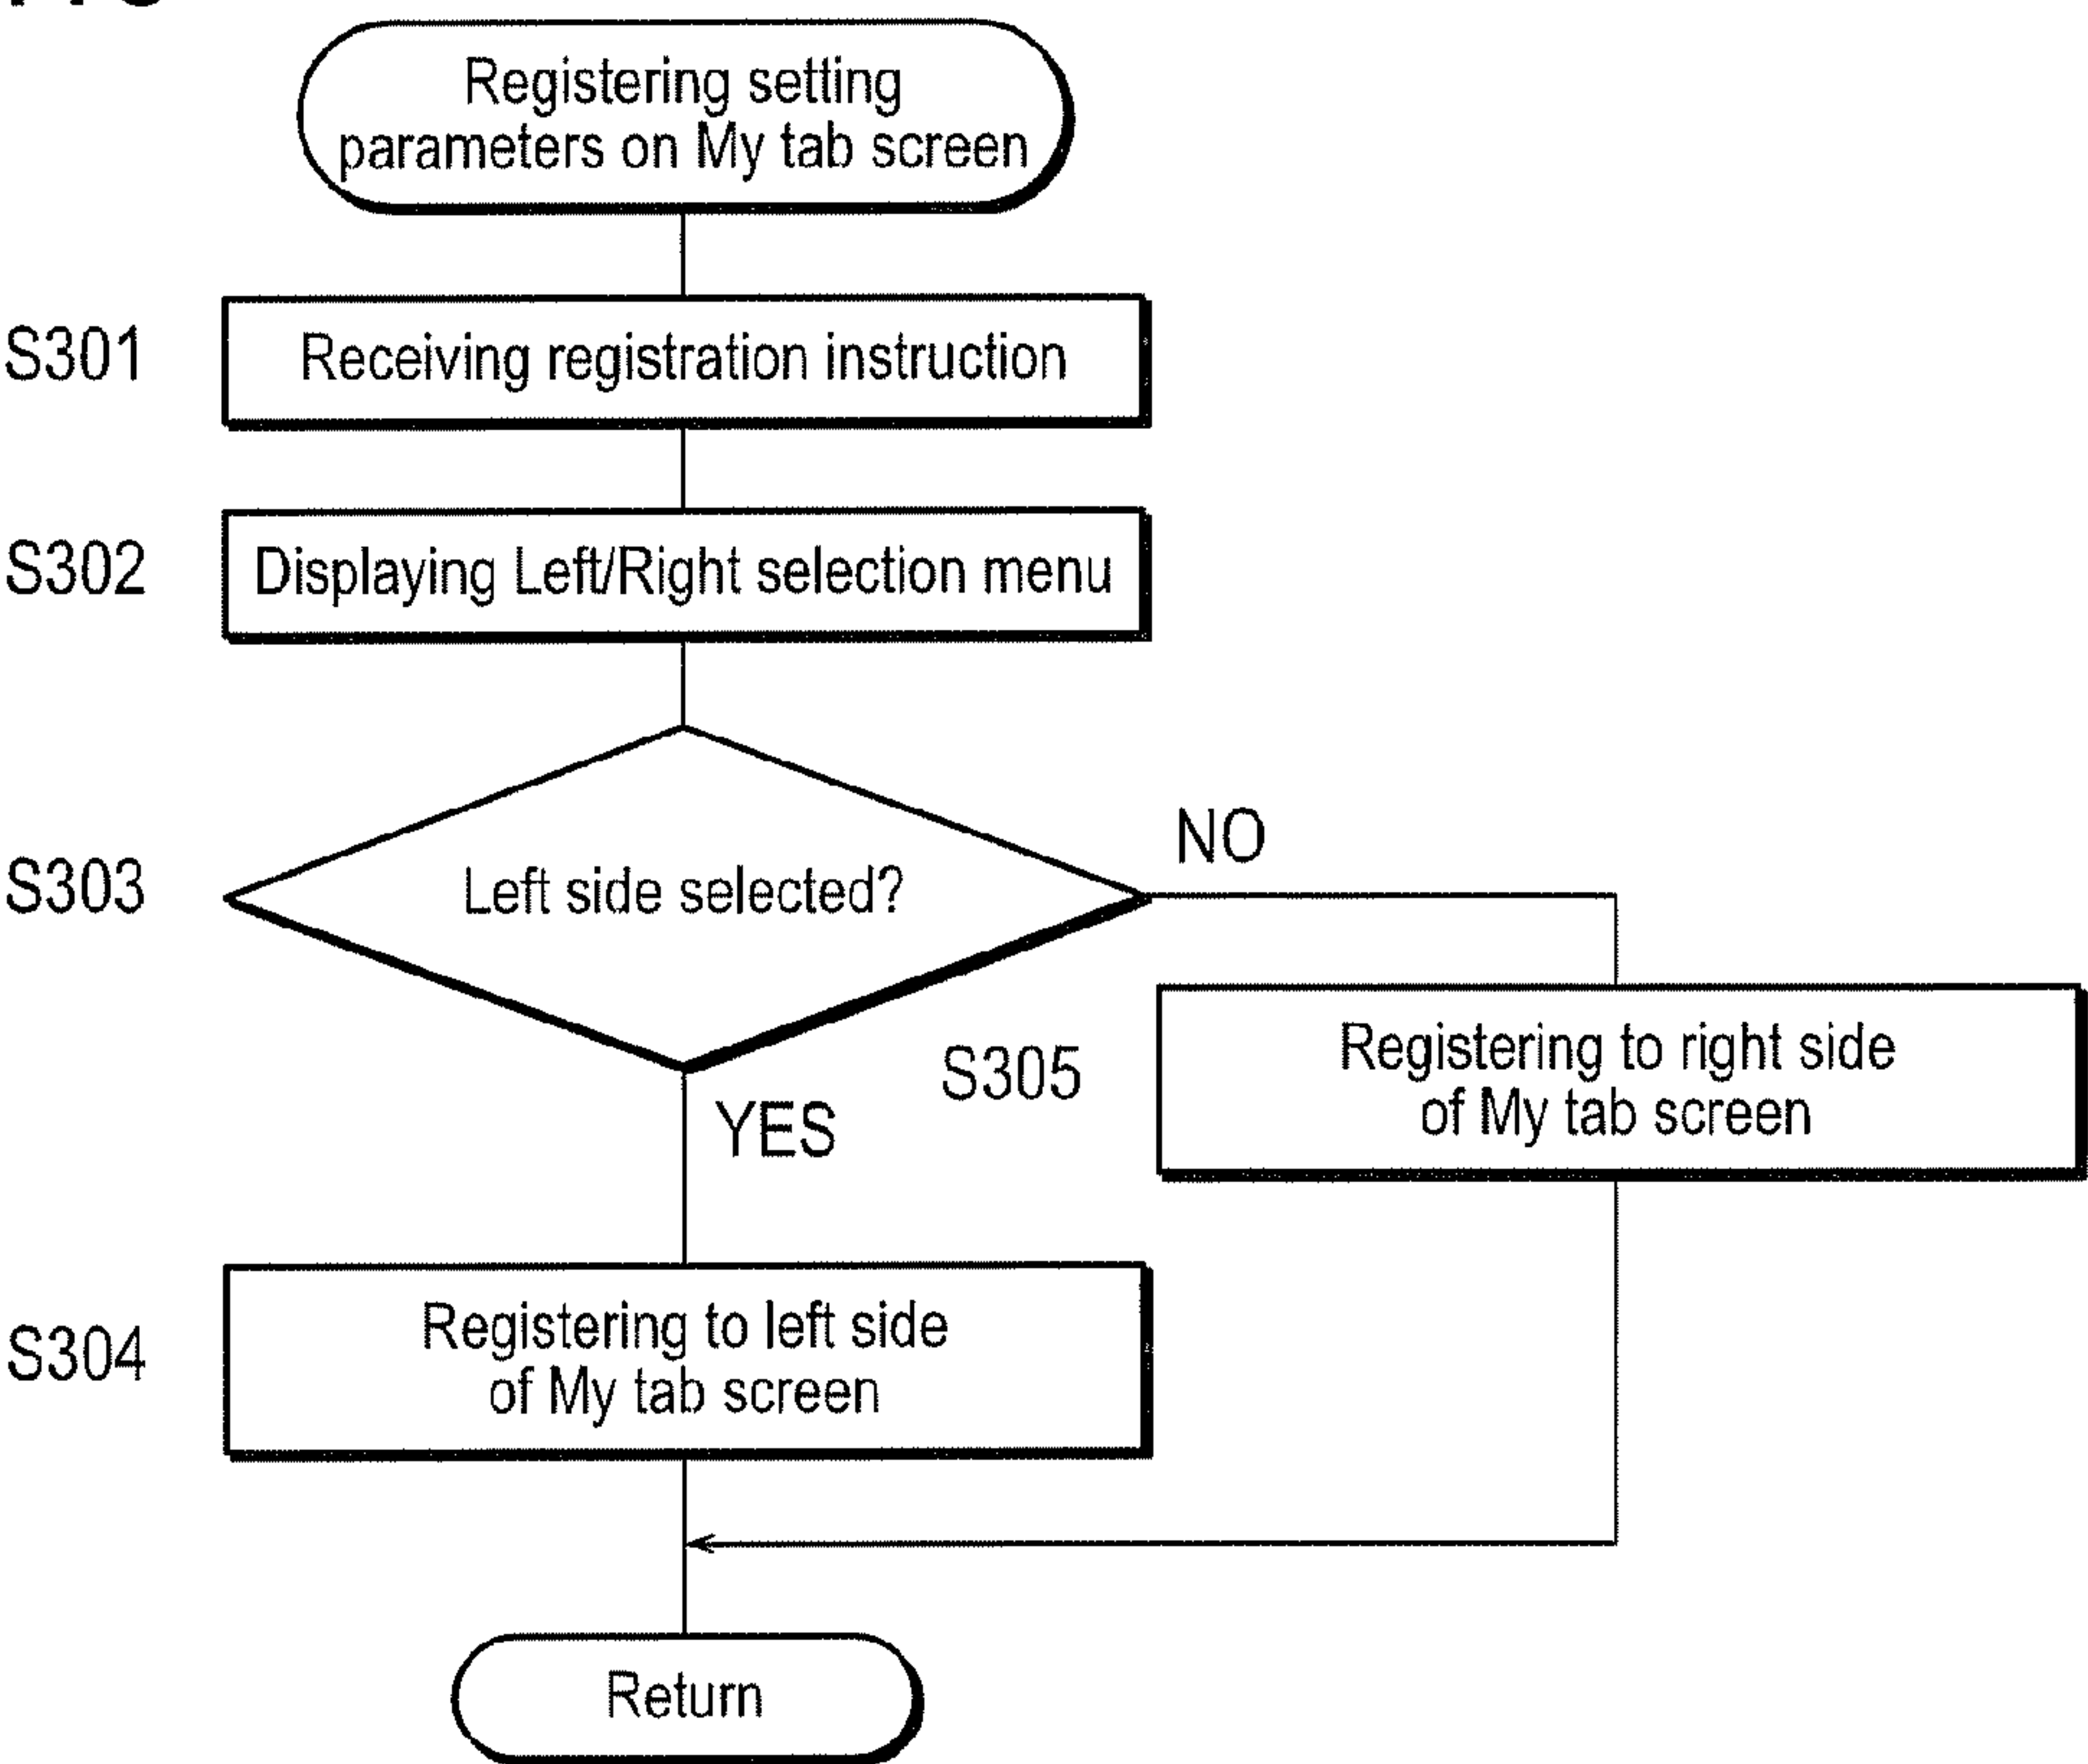 Registering setting
parameters on My tab screen
S301
Receiving registration instruction
S302
Displaying Left/Right selection menu
S303
Left side selected?
NO
YES
S305
Registering to right side
of My tab screen
S304
Registering to left side
of My tab screen
Return